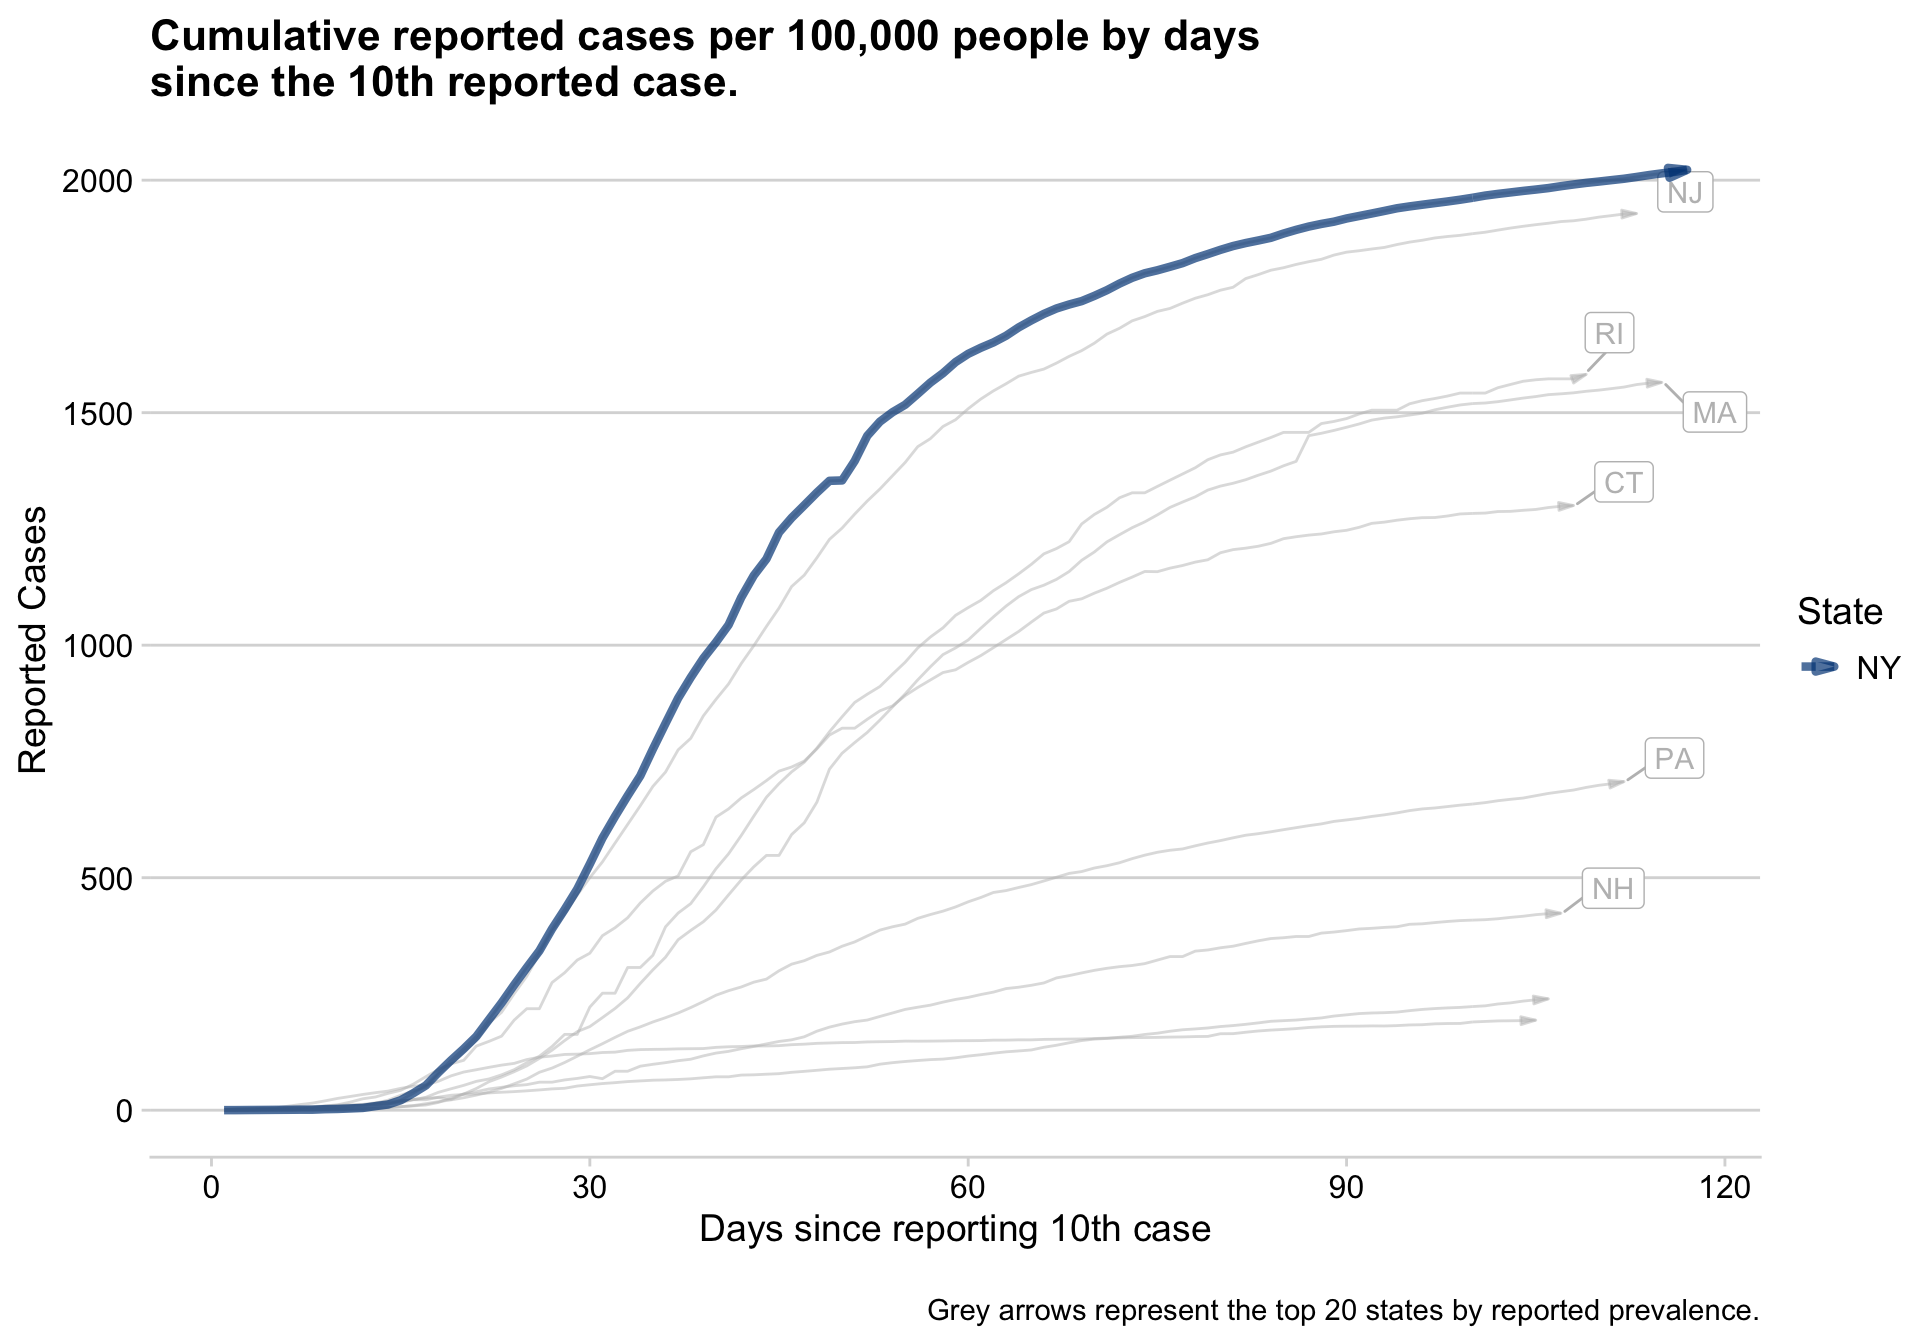 Cumulative reported cases per 100,000 people by days
since the 10th reported case.
2000
1500
1000
500
0
Reported Cases
NJ
RI
MA
CT
PA
NH
State
NY
0
30
60
90
120
Days since reporting 10th case
Grey arrows represent the top 20 states by reported prevalence.